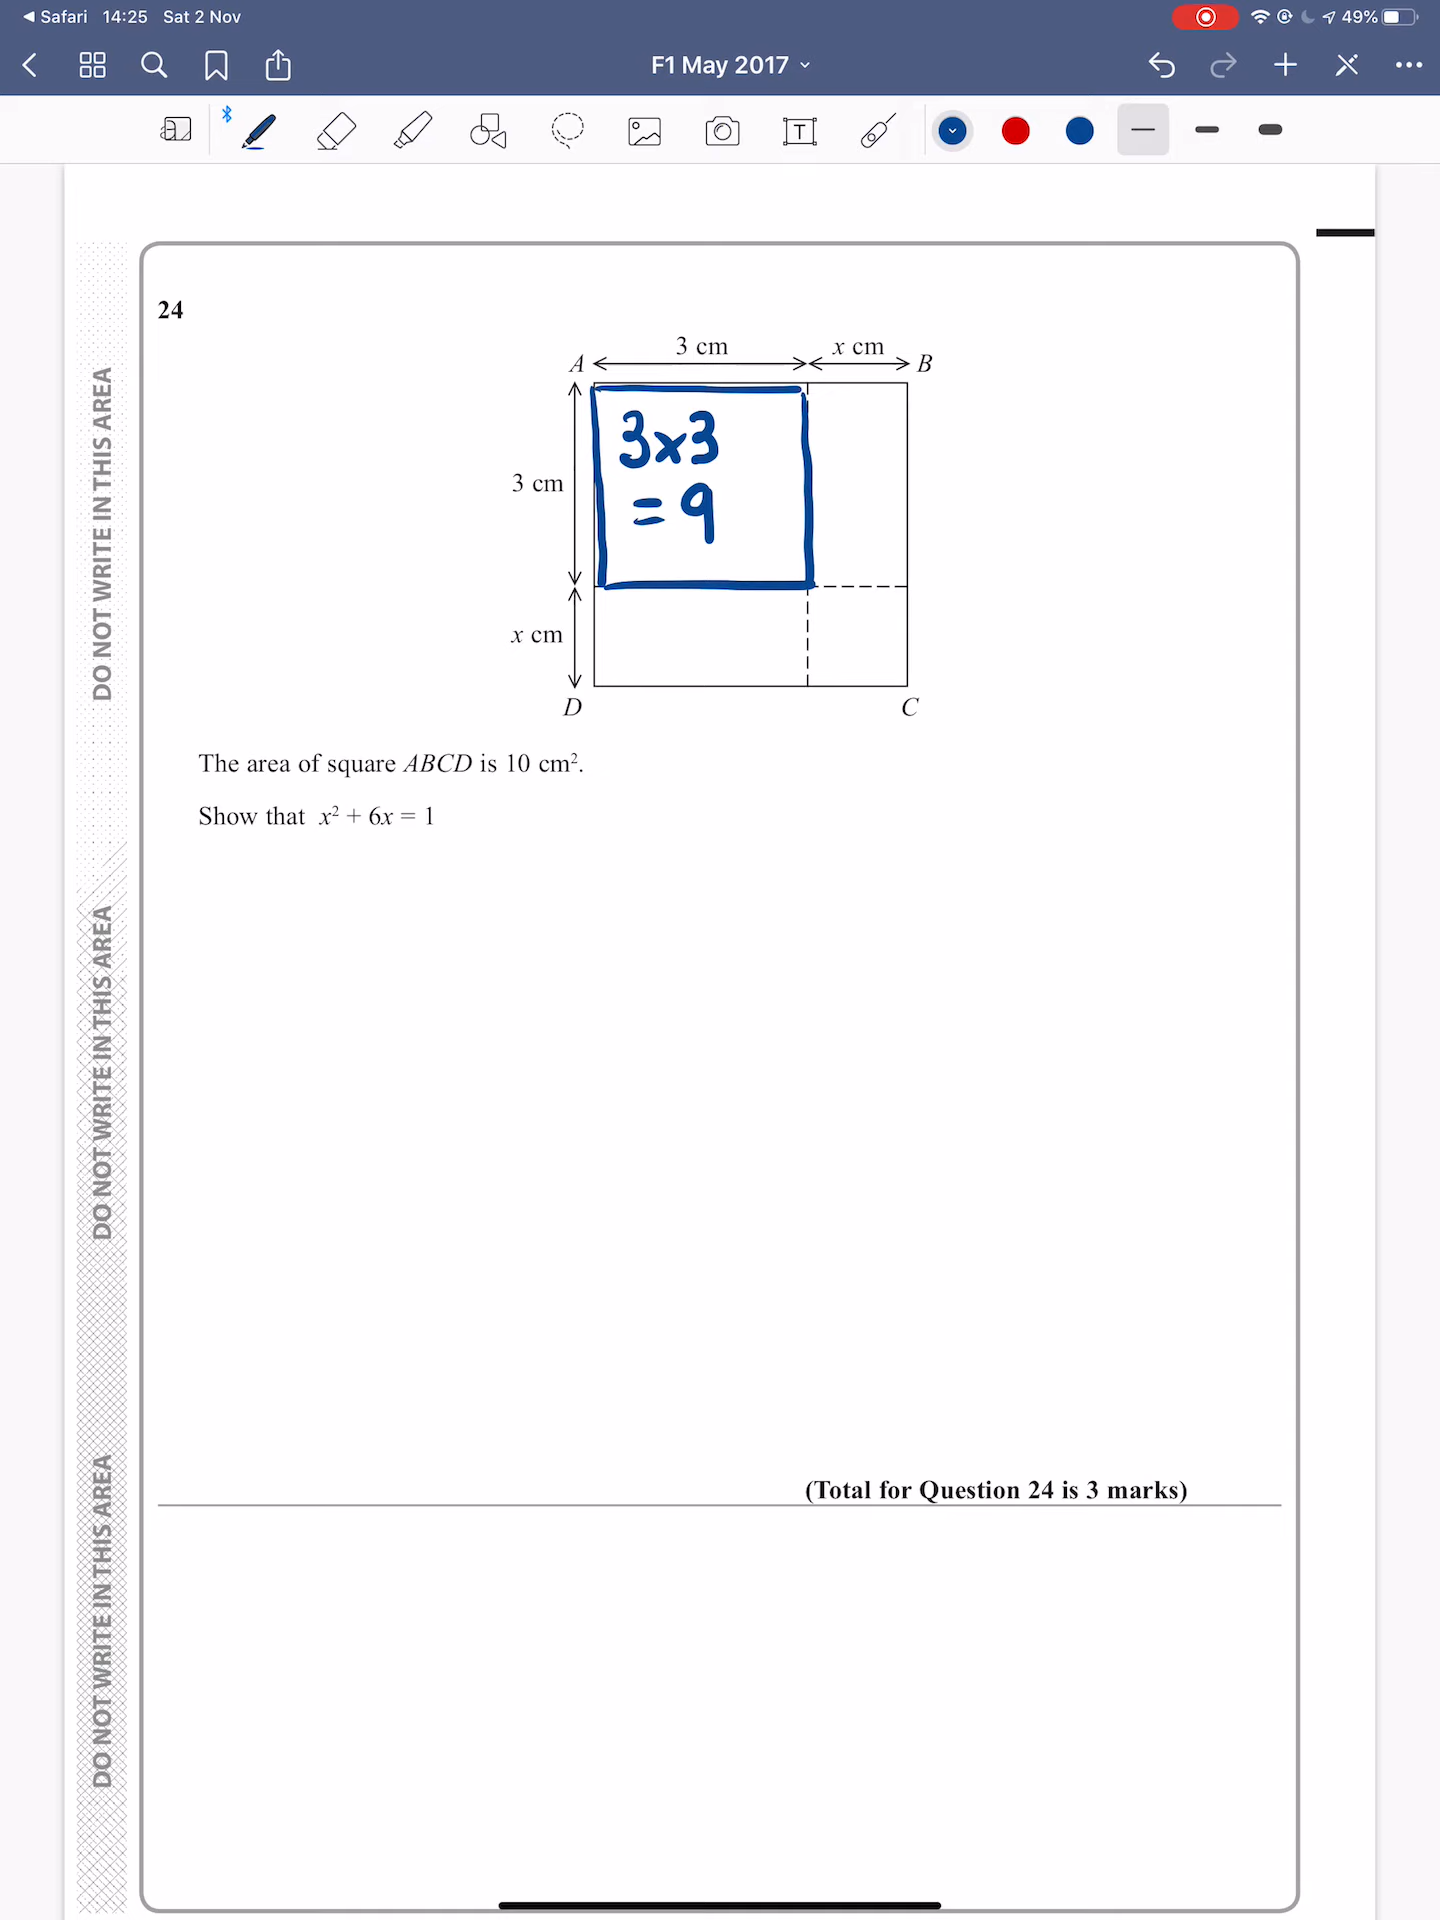 Safari 14:25 Sat 2 Nov 49%
F1 May 2017
T
24
3 cm x cm
A B
3x3
= 9
3 cm
x cm
D C
The area of square ABCD is 10 cm².
Show that x² + 6x = 1
(Total for Question 24 is 3 marks)
DO NOT WRITE IN THIS AREA
DO NOT WRITE IN THIS AREA
DO NOT WRITE IN THIS AREA